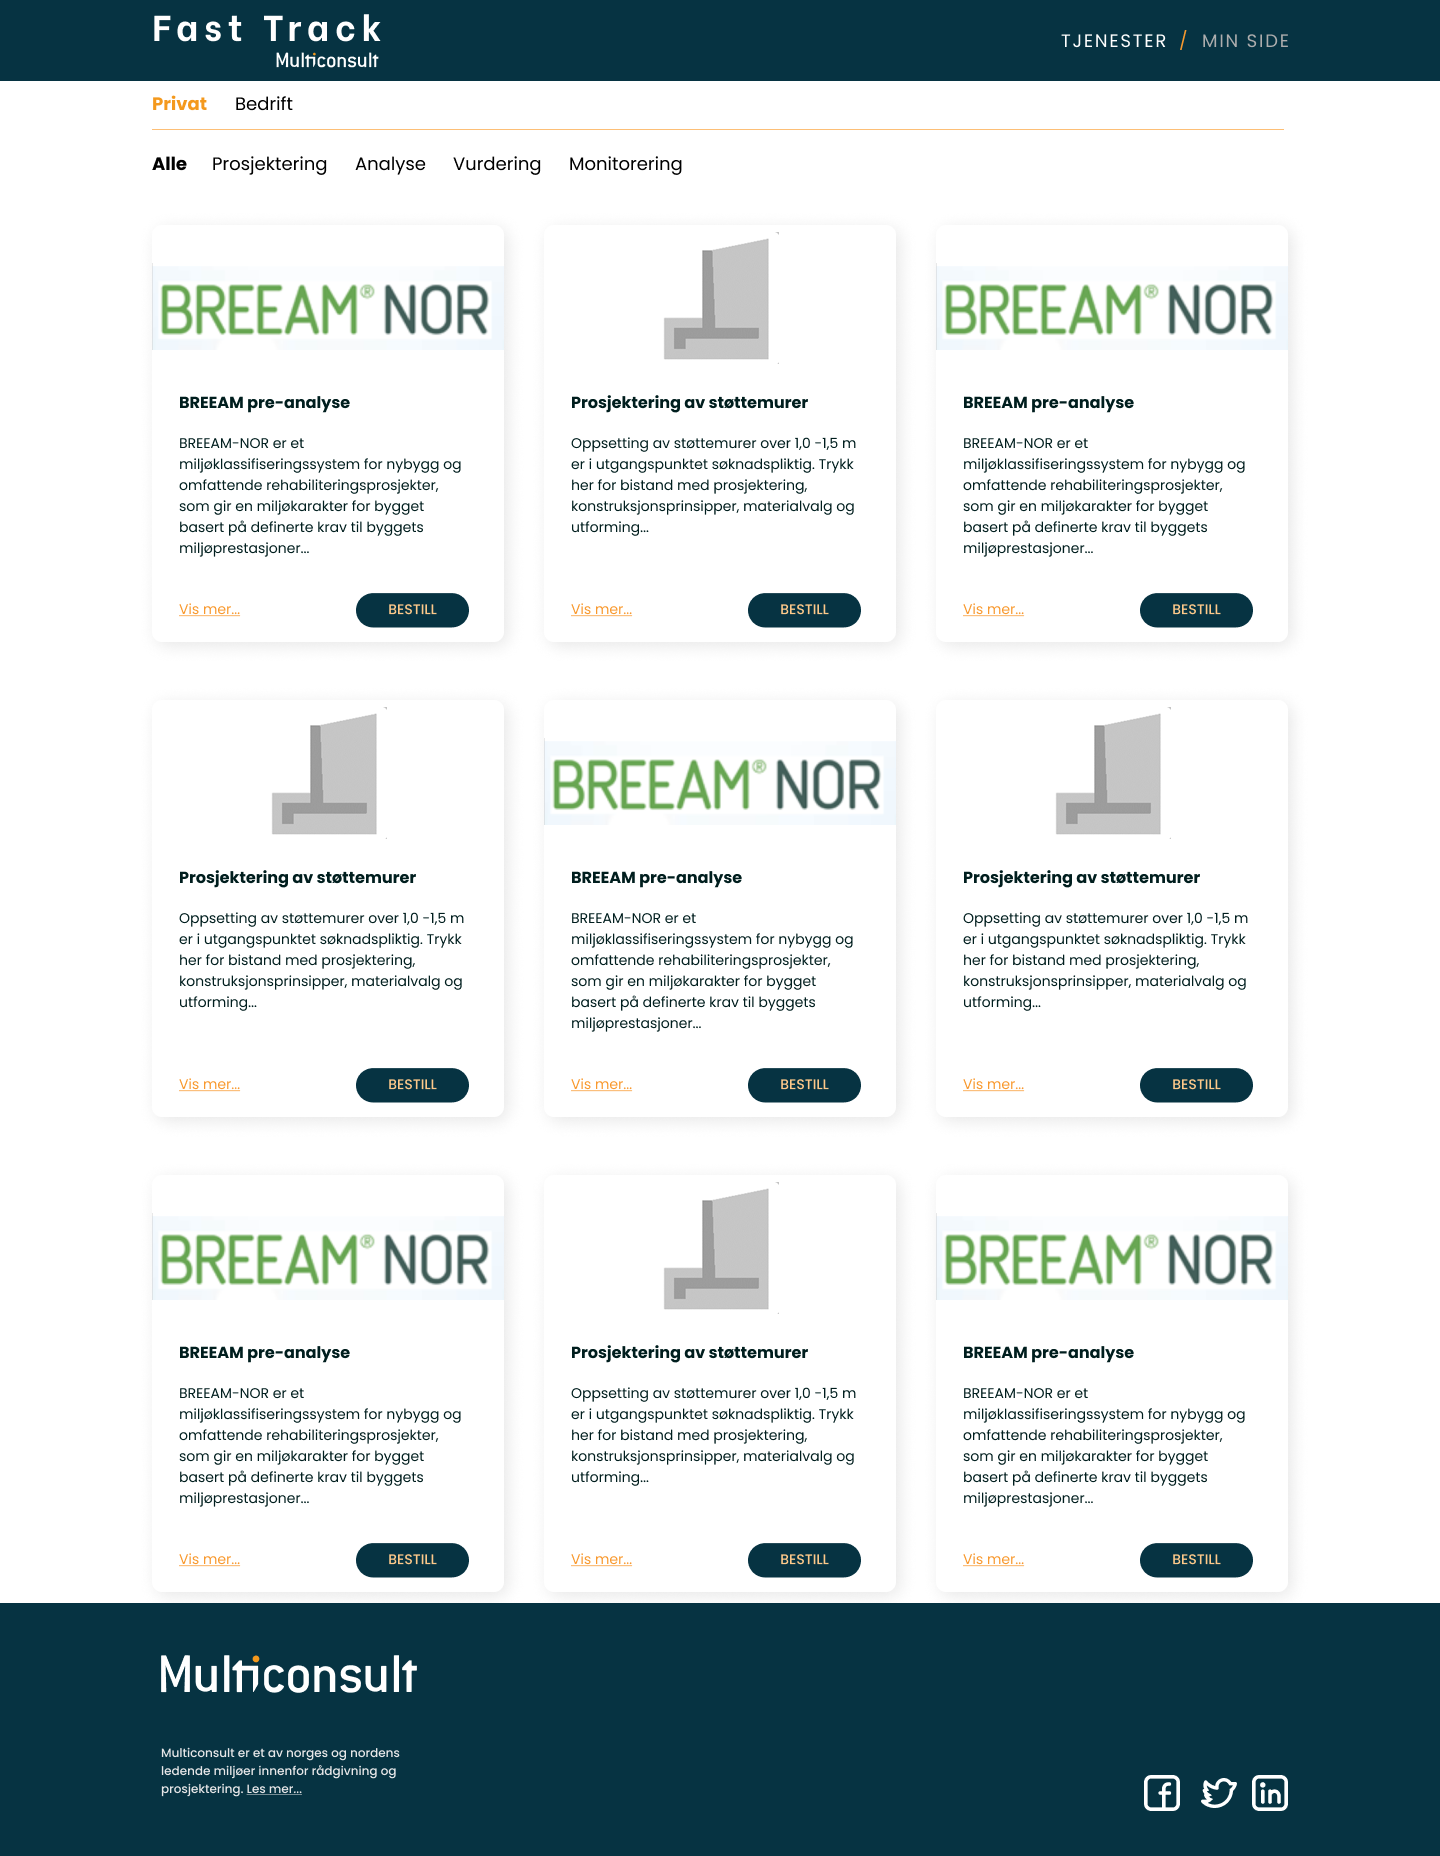 Fast Track
Multiconsult
TJENESTER / MIN SIDE
Privat Bedrift
Alle Prosjektering Analyse Vurdering Monitorering
BREEAM® NOR
BREEAM pre-analyse
BREEAM-NOR er et
miljøklassifiseringssystem for nybygg og
omfattende rehabiliteringsprosjekter,
som gir en miljøkarakter for bygget
basert på definerte krav til byggets
miljøprestasjoner...
Vis mer...
BESTILL
Prosjektering av støttemurer
Oppsetting av støttemurer over 1,0 -1,5 m
er i utgangspunktet søknadspliktig. Trykk
her for bistand med prosjektering,
konstruksjonsprinsipper, materialvalg og
utforming...
Vis mer...
BESTILL
BREEAM® NOR
BREEAM pre-analyse
BREEAM-NOR er et
miljøklassifiseringssystem for nybygg og
omfattende rehabiliteringsprosjekter,
som gir en miljøkarakter for bygget
basert på definerte krav til byggets
miljøprestasjoner...
Vis mer...
BESTILL
Prosjektering av støttemurer
Oppsetting av støttemurer over 1,0 -1,5 m
er i utgangspunktet søknadspliktig. Trykk
her for bistand med prosjektering,
konstruksjonsprinsipper, materialvalg og
utforming...
Vis mer...
BESTILL
BREEAM® NOR
BREEAM pre-analyse
BREEAM-NOR er et
miljøklassifiseringssystem for nybygg og
omfattende rehabiliteringsprosjekter,
som gir en miljøkarakter for bygget
basert på definerte krav til byggets
miljøprestasjoner...
Vis mer...
BESTILL
Prosjektering av støttemurer
Oppsetting av støttemurer over 1,0 -1,5 m
er i utgangspunktet søknadspliktig. Trykk
her for bistand med prosjektering,
konstruksjonsprinsipper, materialvalg og
utforming...
Vis mer...
BESTILL
BREEAM® NOR
BREEAM pre-analyse
BREEAM-NOR er et
miljøklassifiseringssystem for nybygg og
omfattende rehabiliteringsprosjekter,
som gir en miljøkarakter for bygget
basert på definerte krav til byggets
miljøprestasjoner...
Vis mer...
BESTILL
Prosjektering av støttemurer
Oppsetting av støttemurer over 1,0 -1,5 m
er i utgangspunktet søknadspliktig. Trykk
her for bistand med prosjektering,
konstruksjonsprinsipper, materialvalg og
utforming...
Vis mer...
BESTILL
BREEAM® NOR
BREEAM pre-analyse
BREEAM-NOR er et
miljøklassifiseringssystem for nybygg og
omfattende rehabiliteringsprosjekter,
som gir en miljøkarakter for bygget
basert på definerte krav til byggets
miljøprestasjoner...
Vis mer...
BESTILL
Multiconsult
Multiconsult er et av norges og nordens
ledende miljøer innenfor rådgivning og
prosjektering. Les mer...